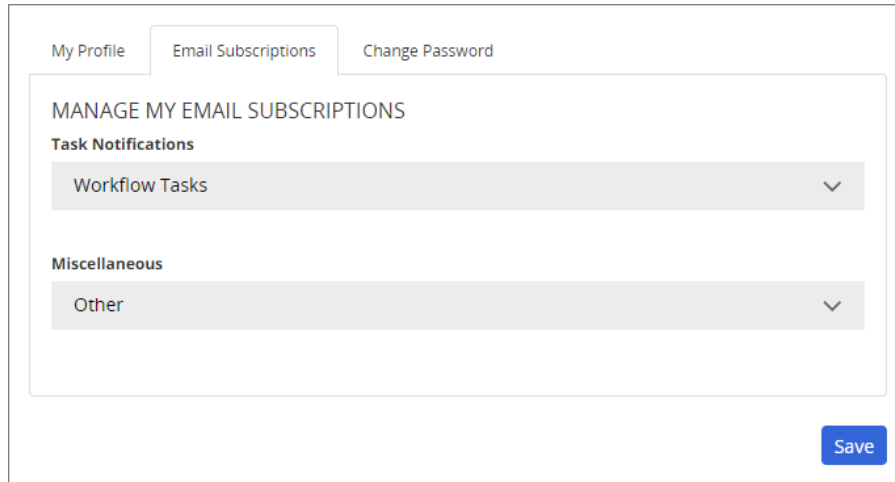 My Profile Email Subscriptions Change Password
MANAGE MY EMAIL SUBSCRIPTIONS
Task Notifications
Workflow Tasks
Miscellaneous
Other
Save